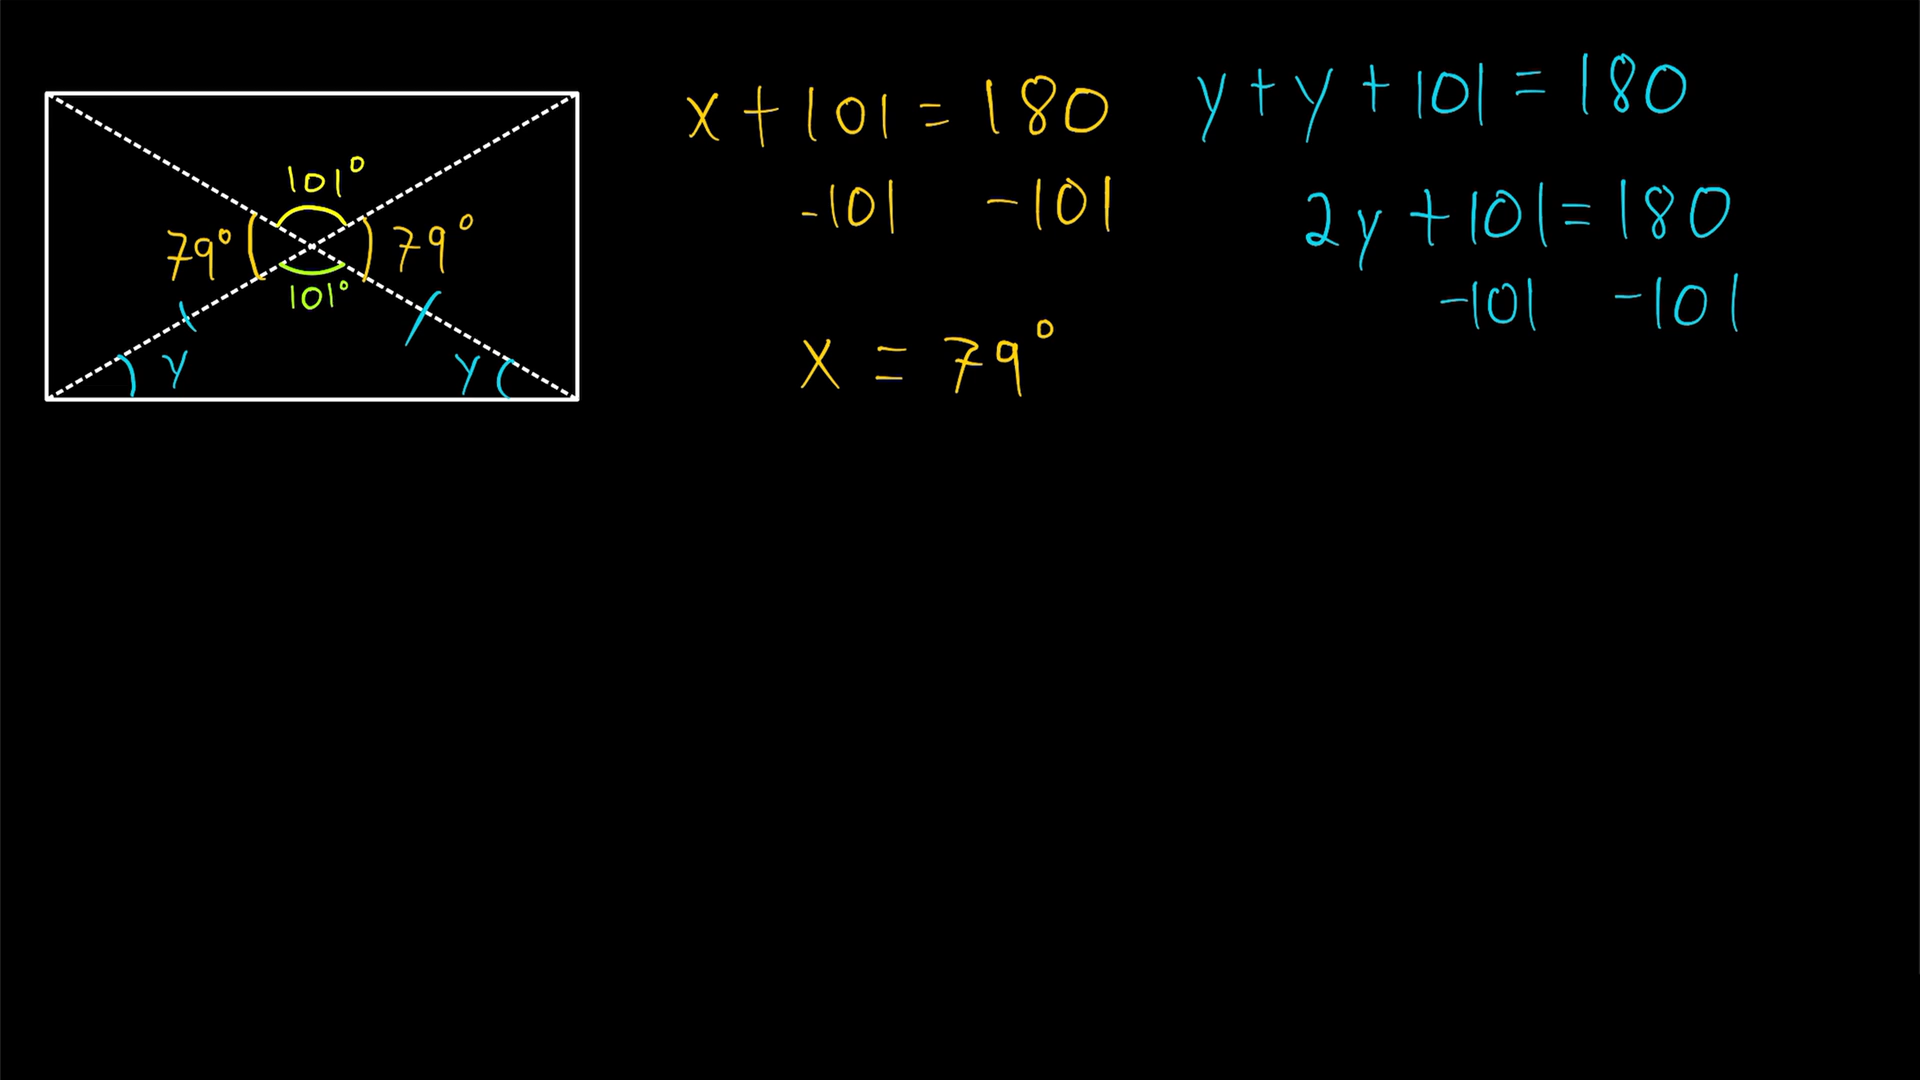 101°
79° 79°
101°
y y
x + 101 = 180
-101 -101
x = 79°
y + y + 101 = 180
2y + 101 = 180
-101 -101